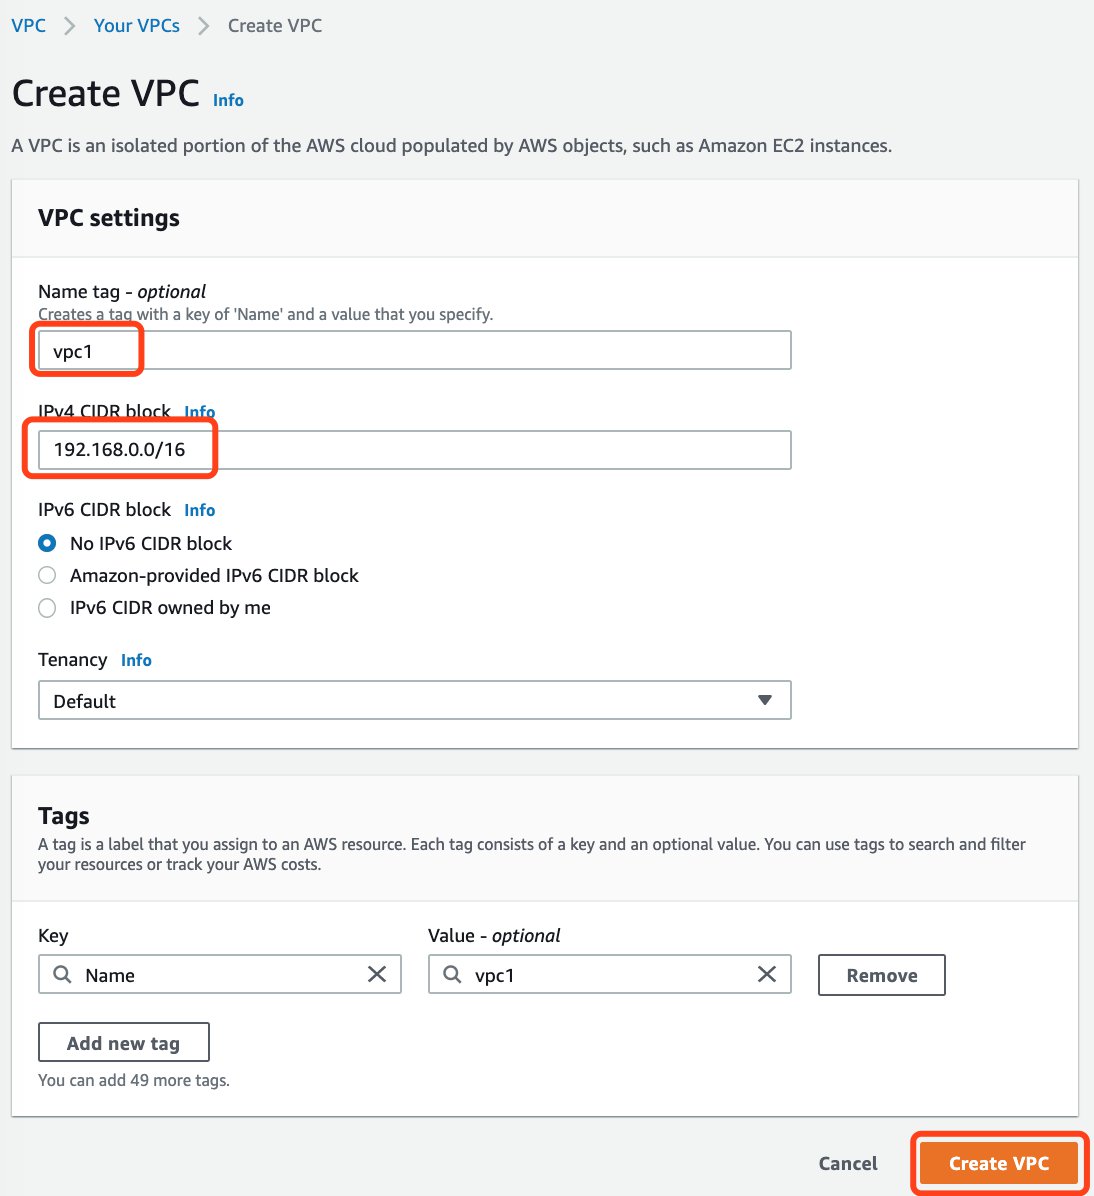 VPC > Your VPCs > Create VPC
Create VPC Info
A VPC is an isolated portion of the AWS cloud populated by AWS objects, such as Amazon EC2 instances.
VPC settings
Name tag - optional
Creates a tag with a key of 'Name' and a value that you specify.
vpc1
IPv4 CIDR block Info
192.168.0.0/16
IPv6 CIDR block Info
No IPv6 CIDR block
Amazon-provided IPv6 CIDR block
IPv6 CIDR owned by me
Tenancy Info
Default
Tags
A tag is a label that you assign to an AWS resource. Each tag consists of a key and an optional value. You can use tags to search and filter
your resources or track your AWS costs.
Key Value - optional
Name vpc1 Remove
Add new tag
You can add 49 more tags.
Cancel Create VPC